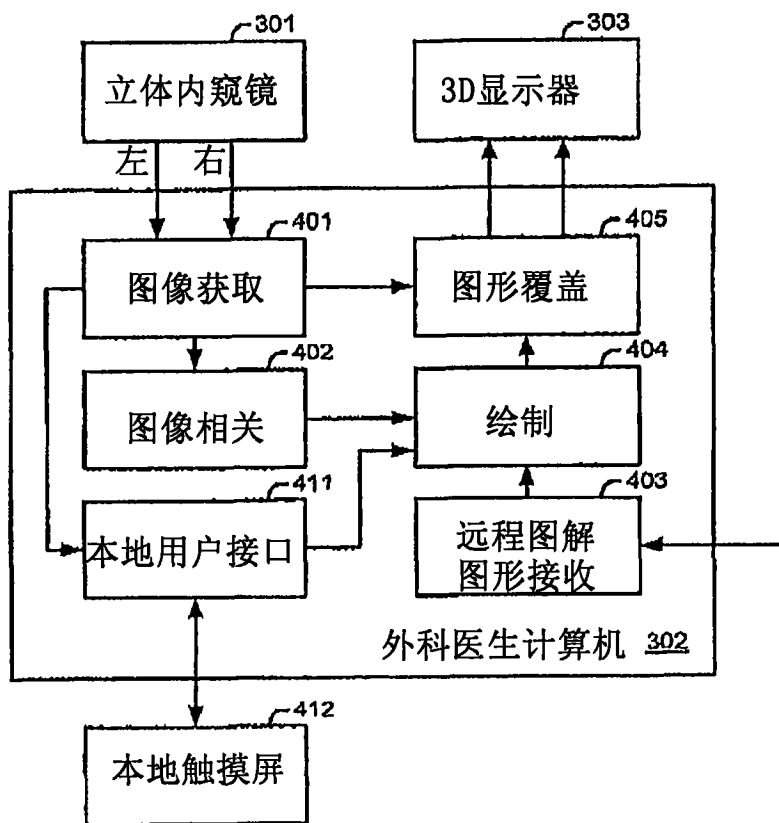 301
303
立体内窥镜
3D显示器
左
右
401
405
图像获取
图形覆盖
402
404
图像相关
绘制
411
403
本地用户接口
远程图解
图形接收
外科医生计算机 302
412
本地触摸屏